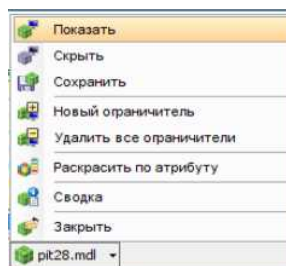 Показать
Скрыть
Сохранить
Новый ограничитель
Удалить все ограничители
Раскрасить по атрибуту
Сводка
Закрыть
pit28.mdl